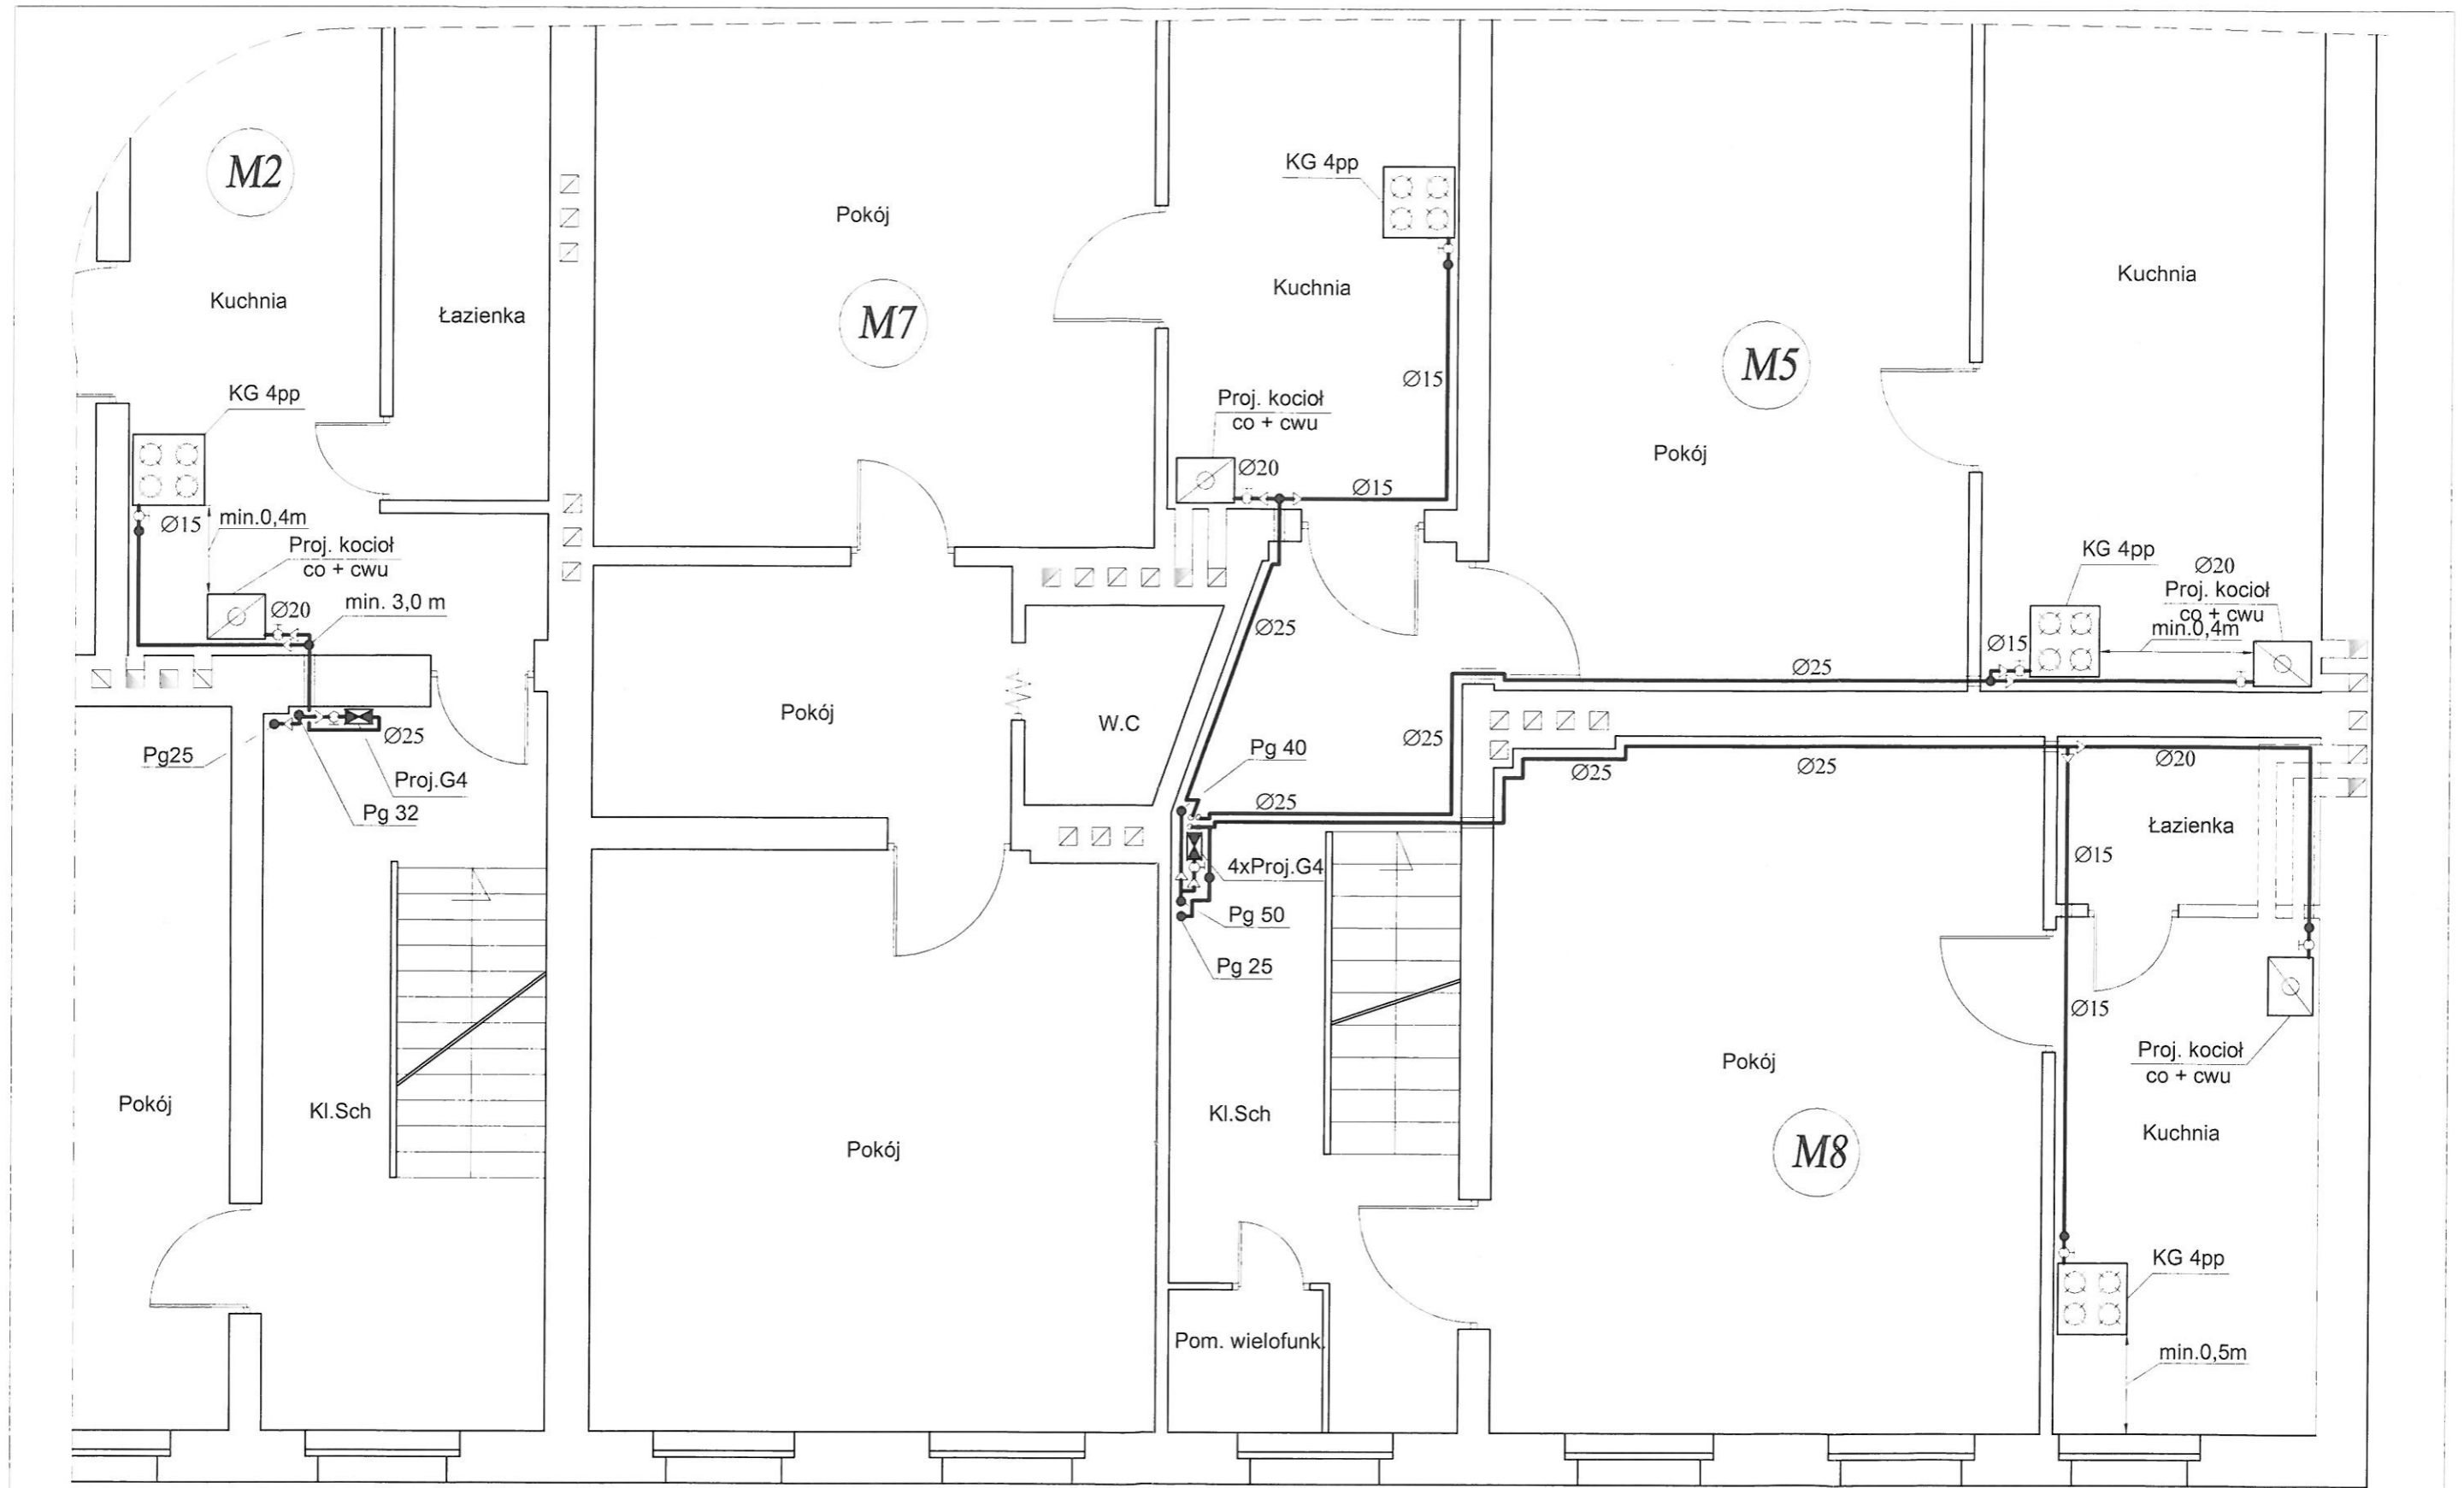 M2
Kuchnia
Łazienka
KG 4pp
Ø15
min.0,4m
Proj. kocioł
co + cwu
Ø20
min. 3,0 m
Pg25
Ø25
Proj.G4
Pg 32
Pokój
Kl.Sch
Pokój
M7
Pokój
W.C
Pokój
KG 4pp
Kuchnia
Ø15
Proj. kocioł
co + cwu
Ø20
Ø15
Ø25
Pg 40
Ø25
Ø25
4xProj.G4
Pg 50
Pg 25
Kl.Sch
Pom. wielofunk.
M5
Pokój
Kuchnia
KG 4pp
Ø20
Proj. kocioł
co + cwu
min.0,4m
Ø15
Ø25
Ø25
Ø25
Ø20
Łazienka
Ø15
Ø15
Pokój
M8
Proj. kocioł
co + cwu
Kuchnia
KG 4pp
min.0,5m